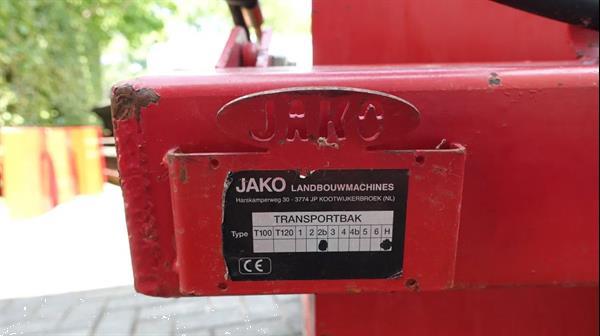 JAKO
JAKO LANDBOUWMACHINES
Harskamperweg 30 - 3774 JP KOOTWIJKERBROEK (NL)
TRANSPORTBAK
Type T100 T120 1 2 2b 3 4 4b 5 6 H
CE